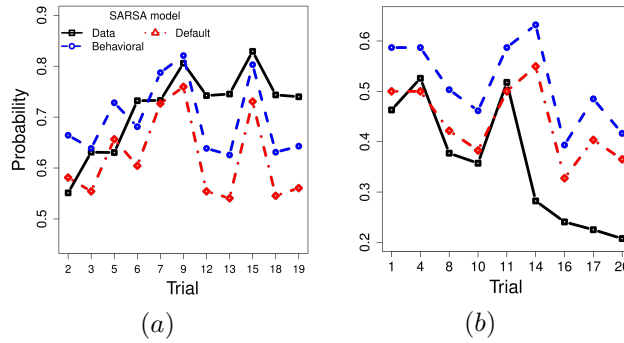 SARSA model
Data
Default
Behavioral
Probability
0.5 0.6 0.7 0.8 0.9
2 3 5 6 7 9 12 13 15 18 19
Trial
(a)
0.2 0.3 0.4 0.5 0.6
1 4 8 10 11 14 16 17 20
Trial
(b)